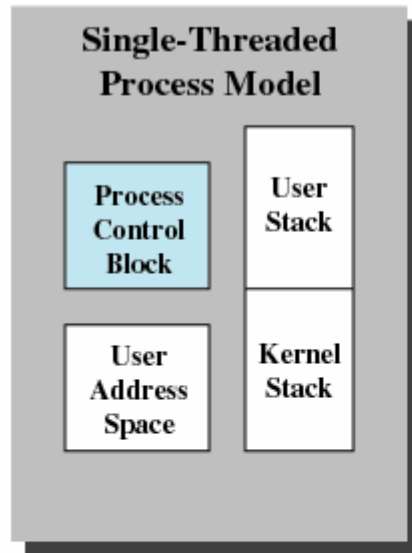 Single-Threaded
Process Model
Process
Control
Block
User
Stack
User
Address
Space
Kernel
Stack